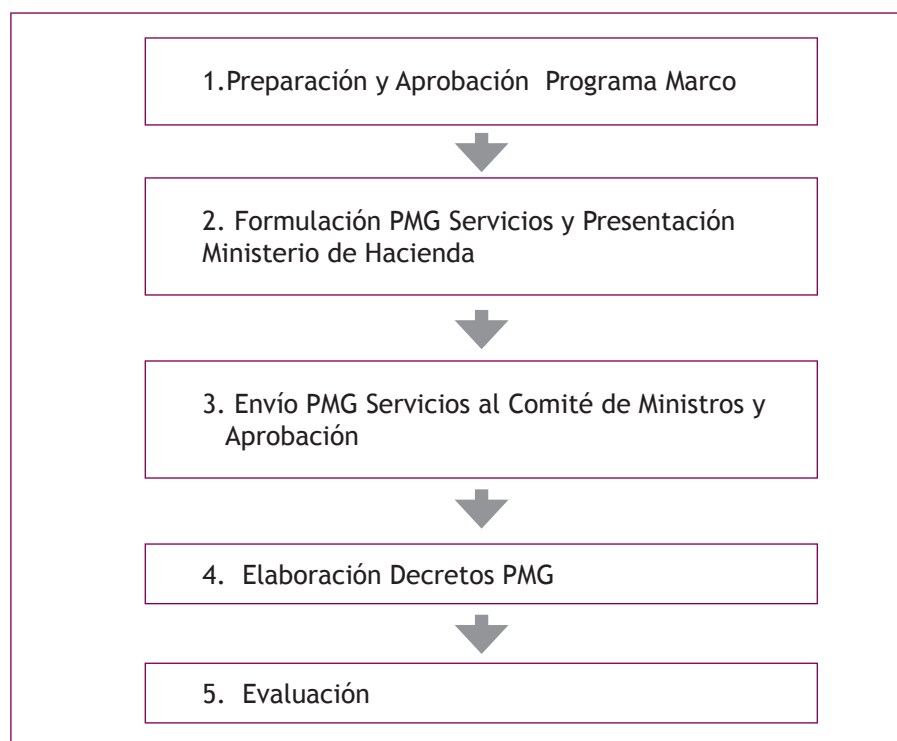 1.Preparación y Aprobación Programa Marco
2. Formulación PMG Servicios y Presentación
Ministerio de Hacienda
3. Envío PMG Servicios al Comité de Ministros y
Aprobación
4. Elaboración Decretos PMG
5. Evaluación